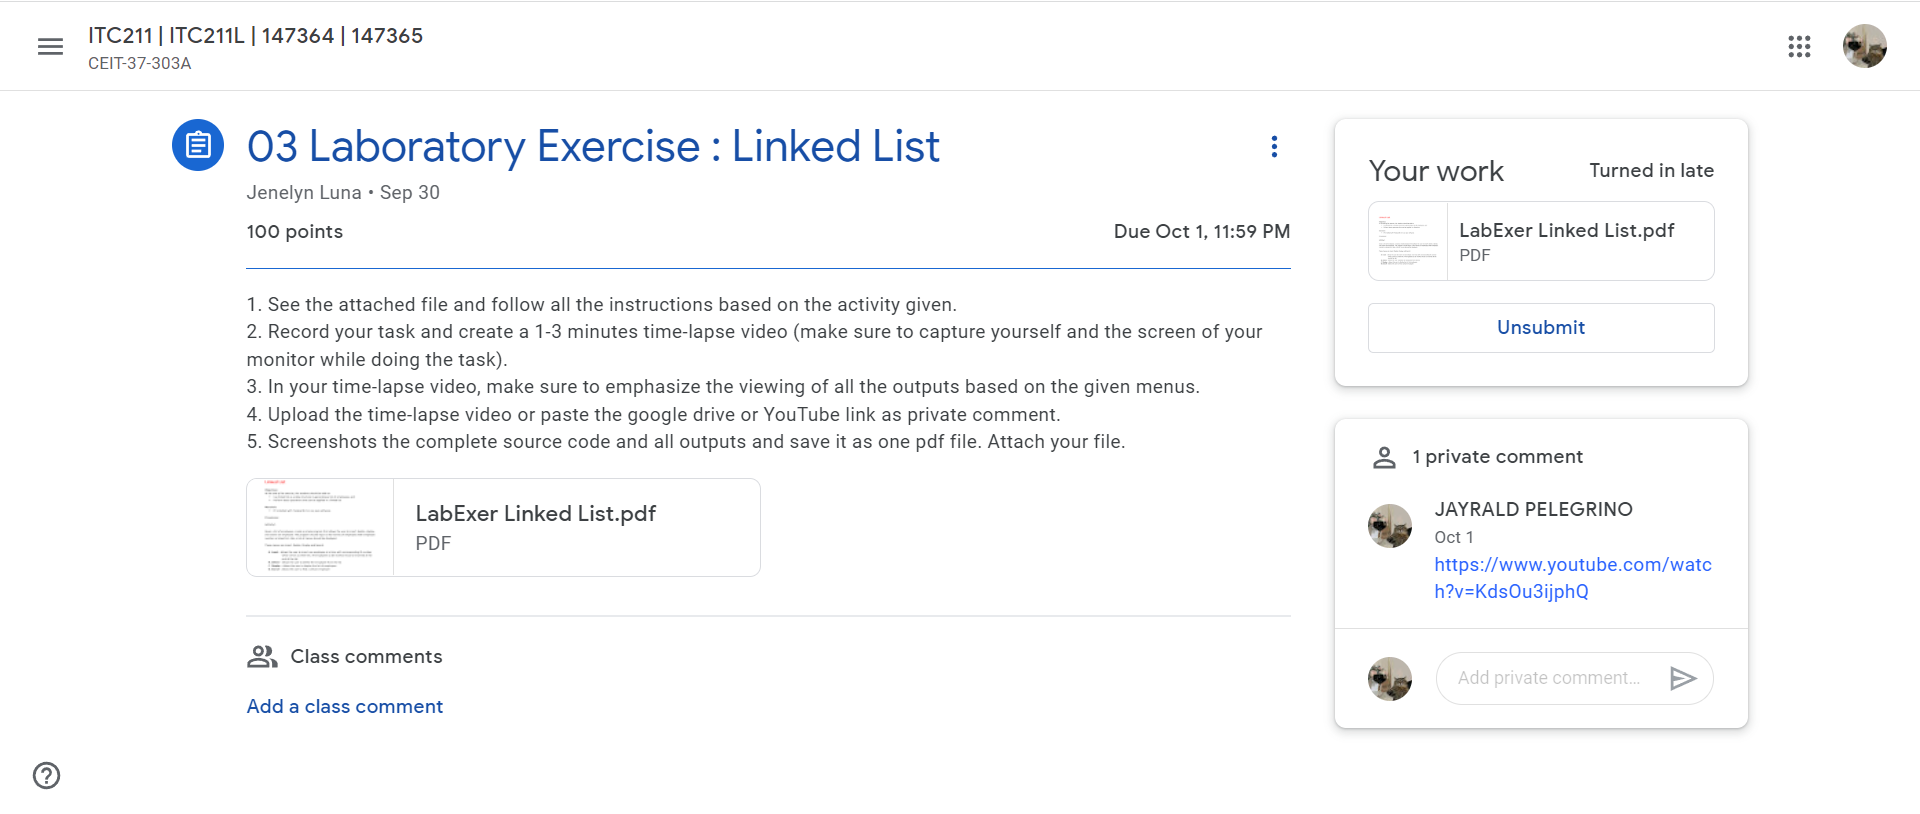 ITC211 | ITC211L | 147364 | 147365
CEIT-37-303A
03 Laboratory Exercise : Linked List
Jenelyn Luna • Sep 30
100 points
Due Oct 1, 11:59 PM
1. See the attached file and follow all the instructions based on the activity given.
2. Record your task and create a 1-3 minutes time-lapse video (make sure to capture yourself and the screen of your
monitor while doing the task).
3. In your time-lapse video, make sure to emphasize the viewing of all the outputs based on the given menus.
4. Upload the time-lapse video or paste the google drive or YouTube link as private comment.
5. Screenshots the complete source code and all outputs and save it as one pdf file. Attach your file.
LabExer Linked List.pdf
PDF
Class comments
Add a class comment
Your work
Turned in late
LabExer Linked List.pdf
PDF
Unsubmit
1 private comment
JAYRALD PELEGRINO
Oct 1
https://www.youtube.com/watc
h?v=KdsOu3ijphQ
Add private comment...